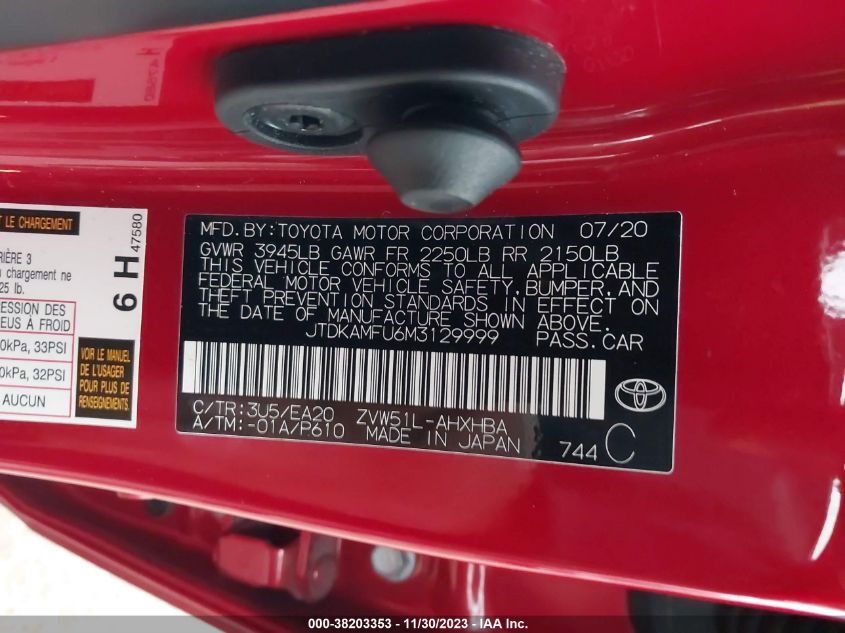 LE CHARGEMENT
RIÈRE 3
chargement ne
25 lb.
RESSION DES
EUS À FROID
0kPa, 33PSI
0kPa, 32PSI
AUCUN
VOIR LE MANUEL
DE L'USAGER
POUR PLUS DE
RENSEIGNEMENTS
6 H
47580
MFD. BY: TOYOTA MOTOR CORPORATION 07/20
GVWR 3945LB GAWR FR 2250LB RR 2150LB
THIS VEHICLE CONFORMS TO ALL APPLICABLE
FEDERAL MOTOR VEHICLE SAFETY, BUMPER, AND
THEFT PREVENTION STANDARDS IN EFFECT ON
THE DATE OF MANUFACTURE SHOWN ABOVE.
JTDKAMFU6M3129999 PASS.CAR
C/TR:3U5/EA20 ZVW51L-AHXHBA
A/TM:-01A/P610 MADE IN JAPAN
744 C
000-38203353 - 11/30/2023 - IAA Inc.